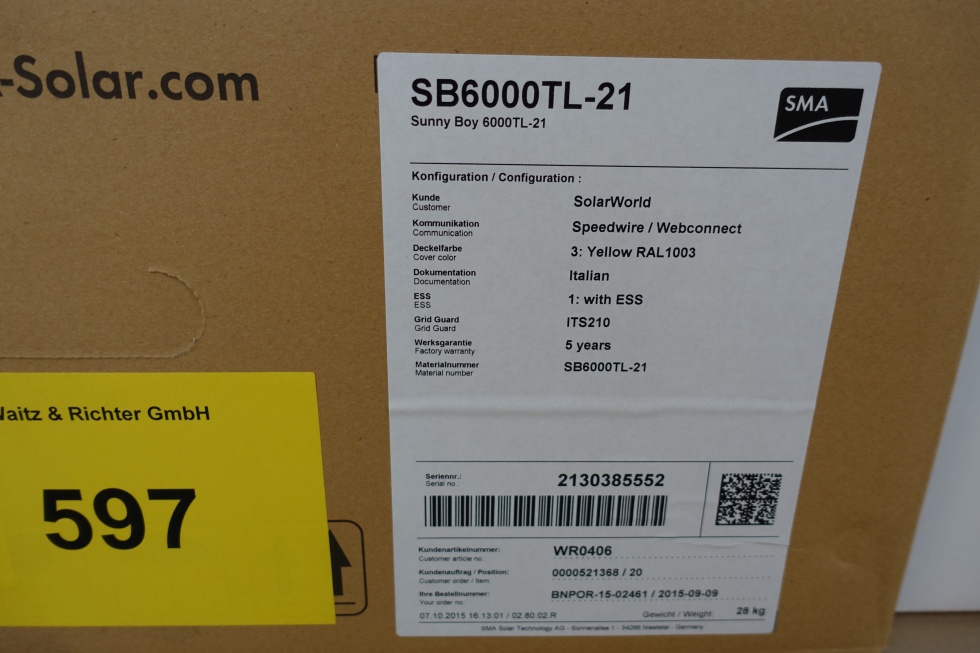 -Solar.com
SB6000TL-21
Sunny Boy 6000TL-21
SMA
Konfiguration / Configuration :
Kunde SolarWorld
Customer
Kommunikation Speedwire / Webconnect
Communication
Deckelfarbe 3: Yellow RAL1003
Cover color
Dokumentation Italian
Documentation
ESS 1: with ESS
ESS
Grid Guard ITS210
Grid Guard
Werksgarantie 5 years
Factory warranty
Materialnummer SB6000TL-21
Material number
Seriennr.: 2130385552
Serial no.:
Kundenartikelnummer: WR0406
Customer article no.:
Kundenauftrag / Position: 0000521368 / 20
Customer order / Item
Ihre Bestellnummer: BNPOR-15-02461 / 2015-09-09
Your order no.:
07.10.2015 16:13:01 / 02.80.02.R Gewicht / Weight: 28 kg
SMA Solar Technology AG - Sonnenallee 1 - 34266 Niestetal - Germany
Waitz & Richter GmbH
597